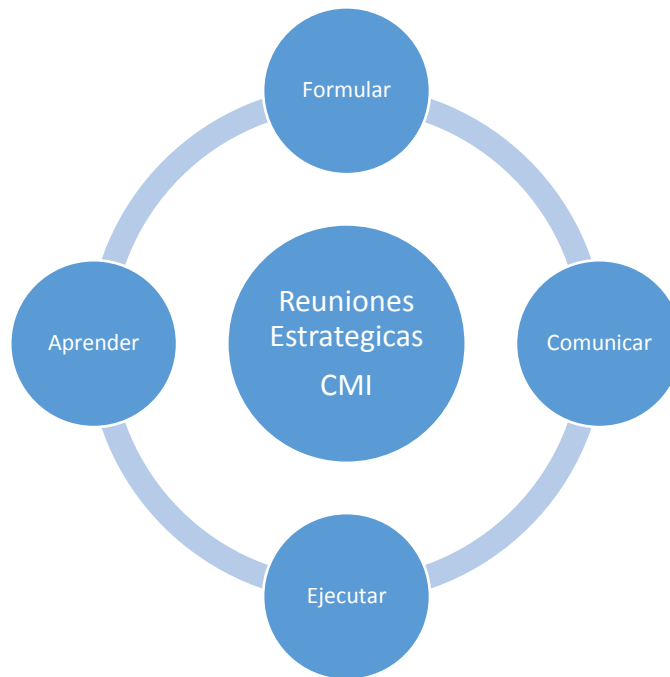 Formular
Reuniones
Estrategicas
CMI
Aprender
Comunicar
Ejecutar